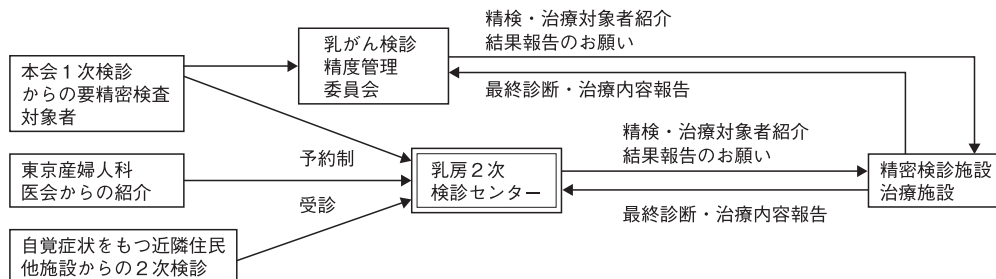 本会１次検診
からの要精密検査
対象者
東京産婦人科
医会からの紹介
自覚症状をもつ近隣住民
他施設からの２次検診
乳がん検診
精度管理
委員会
予約制
受診
乳房２次
検診センター
精検・治療対象者紹介
結果報告のお願い
最終診断・治療内容報告
精検・治療対象者紹介
結果報告のお願い
最終診断・治療内容報告
精密検診施設
治療施設